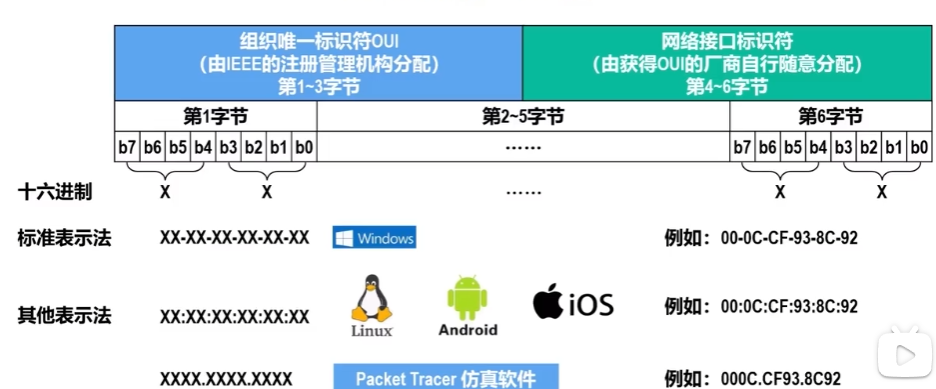 组织唯一标识符OUI
（由IEEE的注册管理机构分配）
第1~3字节
网络接口标识符
（由获得OUI的厂商自行随意分配）
第4~6字节
第1字节 第2~5字节 第6字节
b7 b6 b5 b4 b3 b2 b1 b0 …… b7 b6 b5 b4 b3 b2 b1 b0
十六进制 X X …… X X
标准表示法 XX-XX-XX-XX-XX-XX Windows 例如：00-0C-CF-93-8C-92
其他表示法 XX:XX:XX:XX:XX:XX Linux Android iOS 例如：00:0C:CF:93:8C:92
XXXX.XXXX.XXXX Packet Tracer 仿真软件 例如：000C.CF93.8C92